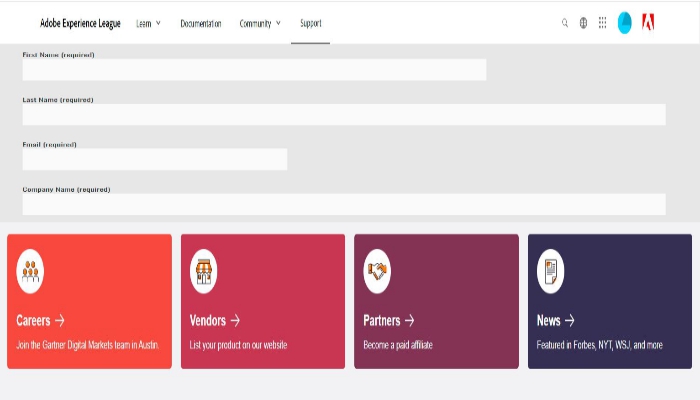 Adobe Experience League Learn Documentation Community Support
First Name (required)
Last Name (required)
Email (required)
Company Name (required)
Careers →
Join the Gartner Digital Markets team in Austin.
Vendors →
List your product on our website
Partners →
Become a paid affiliate
News →
Featured in Forbes, NYT, WSJ, and more